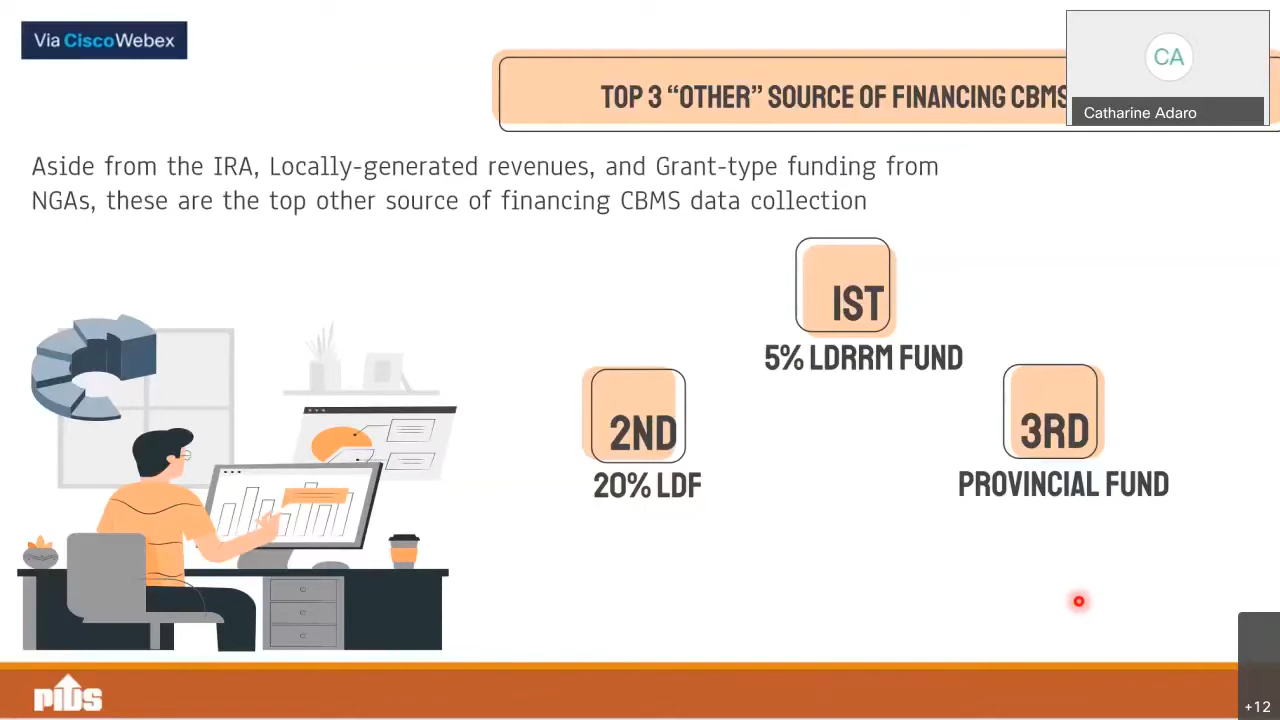 Via CiscoWebex
CA
Catharine Adaro
TOP 3 “OTHER” SOURCE OF FINANCING CBMS
Aside from the IRA, Locally-generated revenues, and Grant-type funding from
NGAs, these are the top other source of financing CBMS data collection
1ST
5% LDRRM FUND
2ND
20% LDF
3RD
PROVINCIAL FUND
PIDS
+12